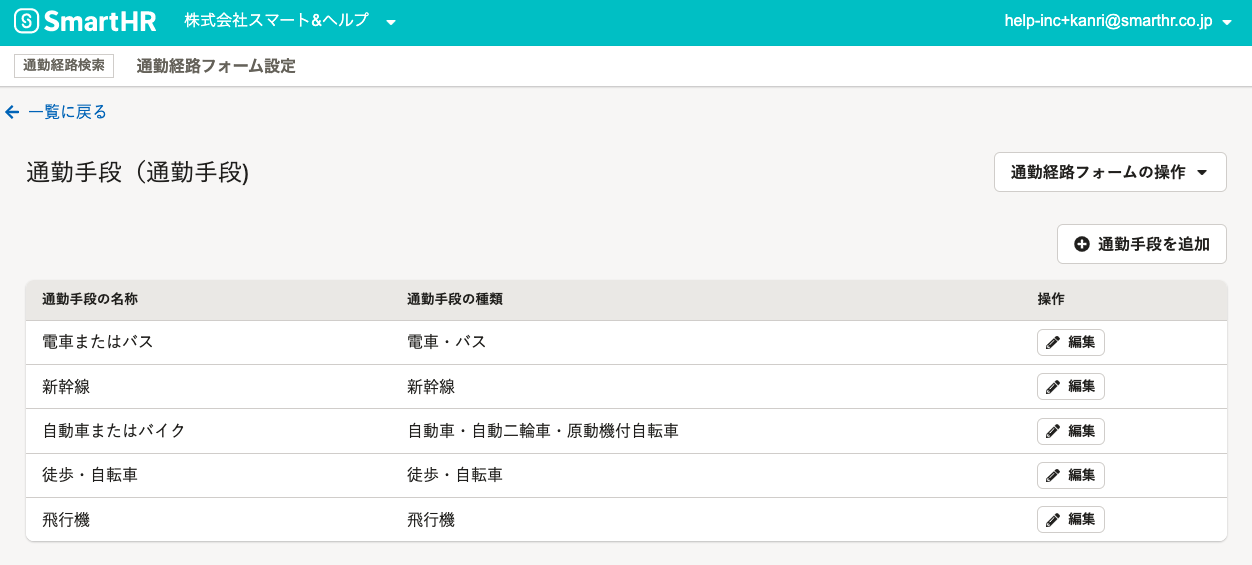 SmartHR 株式会社スマート&ヘルプ help-inc+kanri@smarthr.co.jp
通勤経路検索 通勤経路フォーム設定
一覧に戻る
通勤手段（通勤手段) 通勤経路フォームの操作
通勤手段を追加
通勤手段の名称 通勤手段の種類 操作
電車またはバス 電車・バス 編集
新幹線 新幹線 編集
自動車またはバイク 自動車・自動二輪車・原動機付自転車 編集
徒歩・自転車 徒歩・自転車 編集
飛行機 飛行機 編集